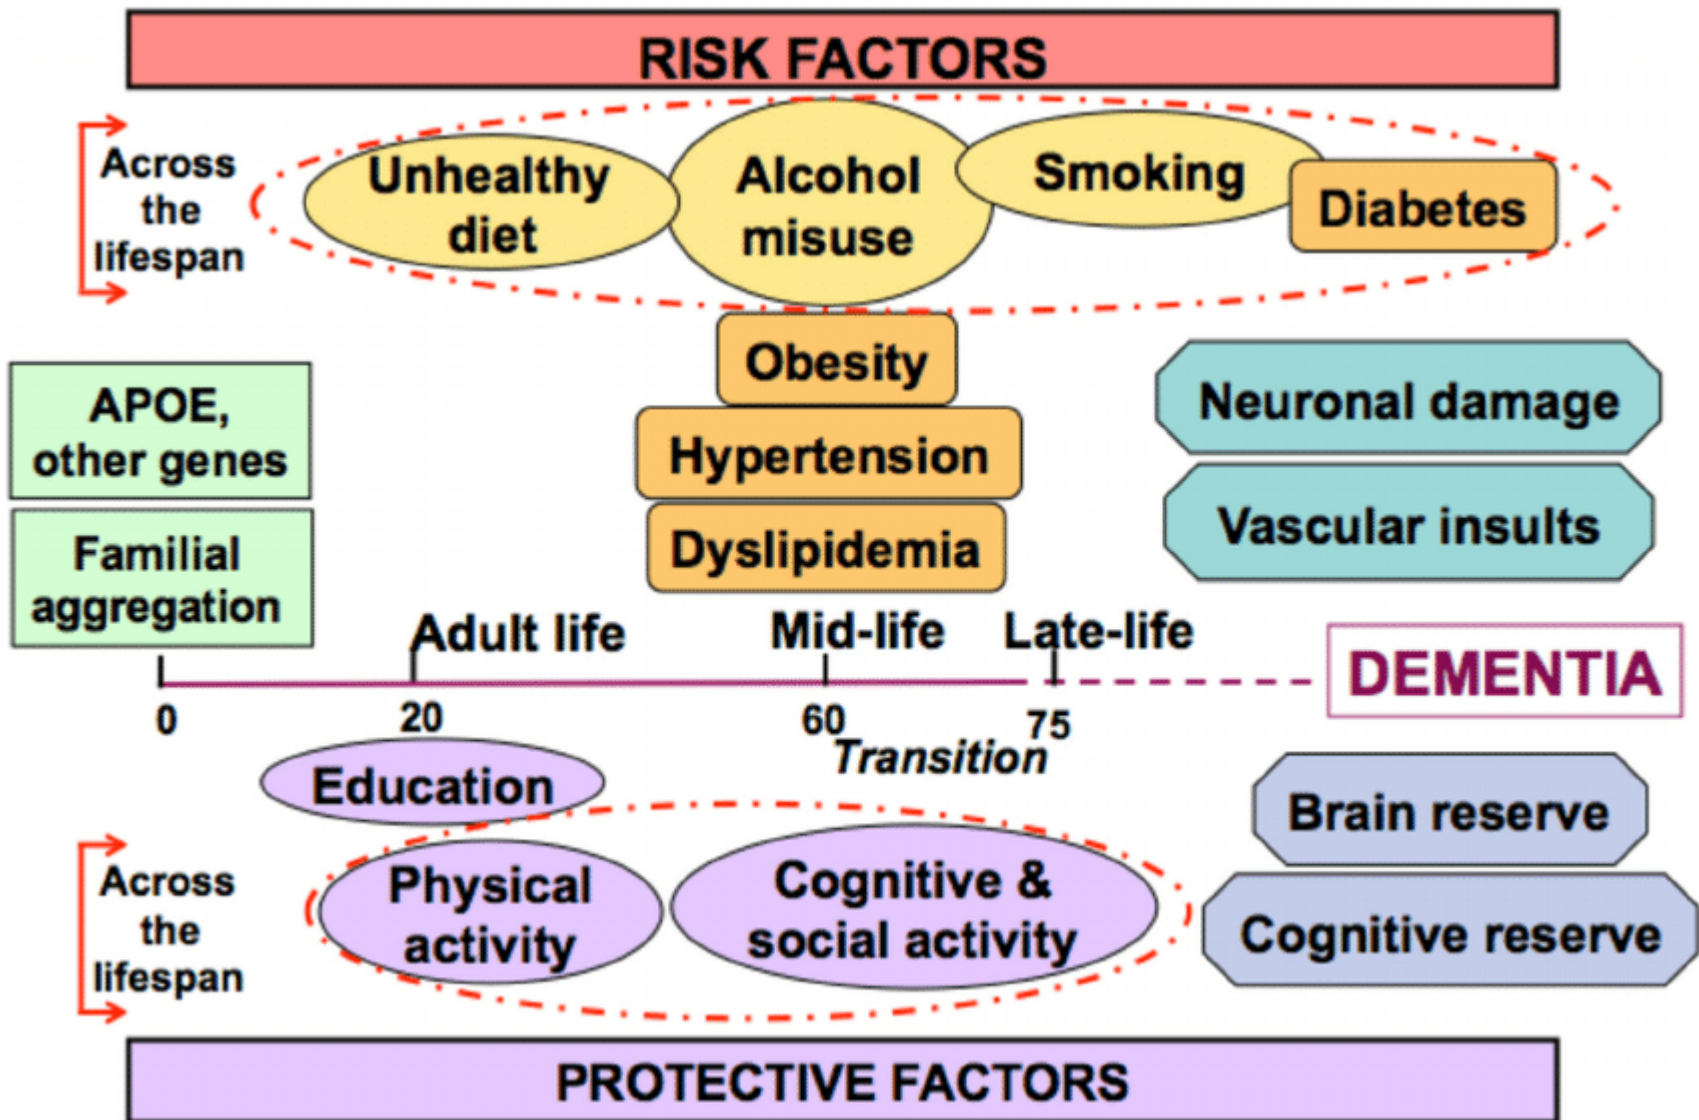 RISK FACTORS
Across
the
lifespan
Unhealthy
diet
Alcohol
misuse
Smoking
Diabetes
Obesity
Hypertension
Dyslipidemia
APOE,
other genes
Familial
aggregation
Neuronal damage
Vascular insults
Adult life
Mid-life
Late-life
DEMENTIA
0
20
60
75
Transition
Education
Across
the
lifespan
Physical
activity
Cognitive &
social activity
Brain reserve
Cognitive reserve
PROTECTIVE FACTORS